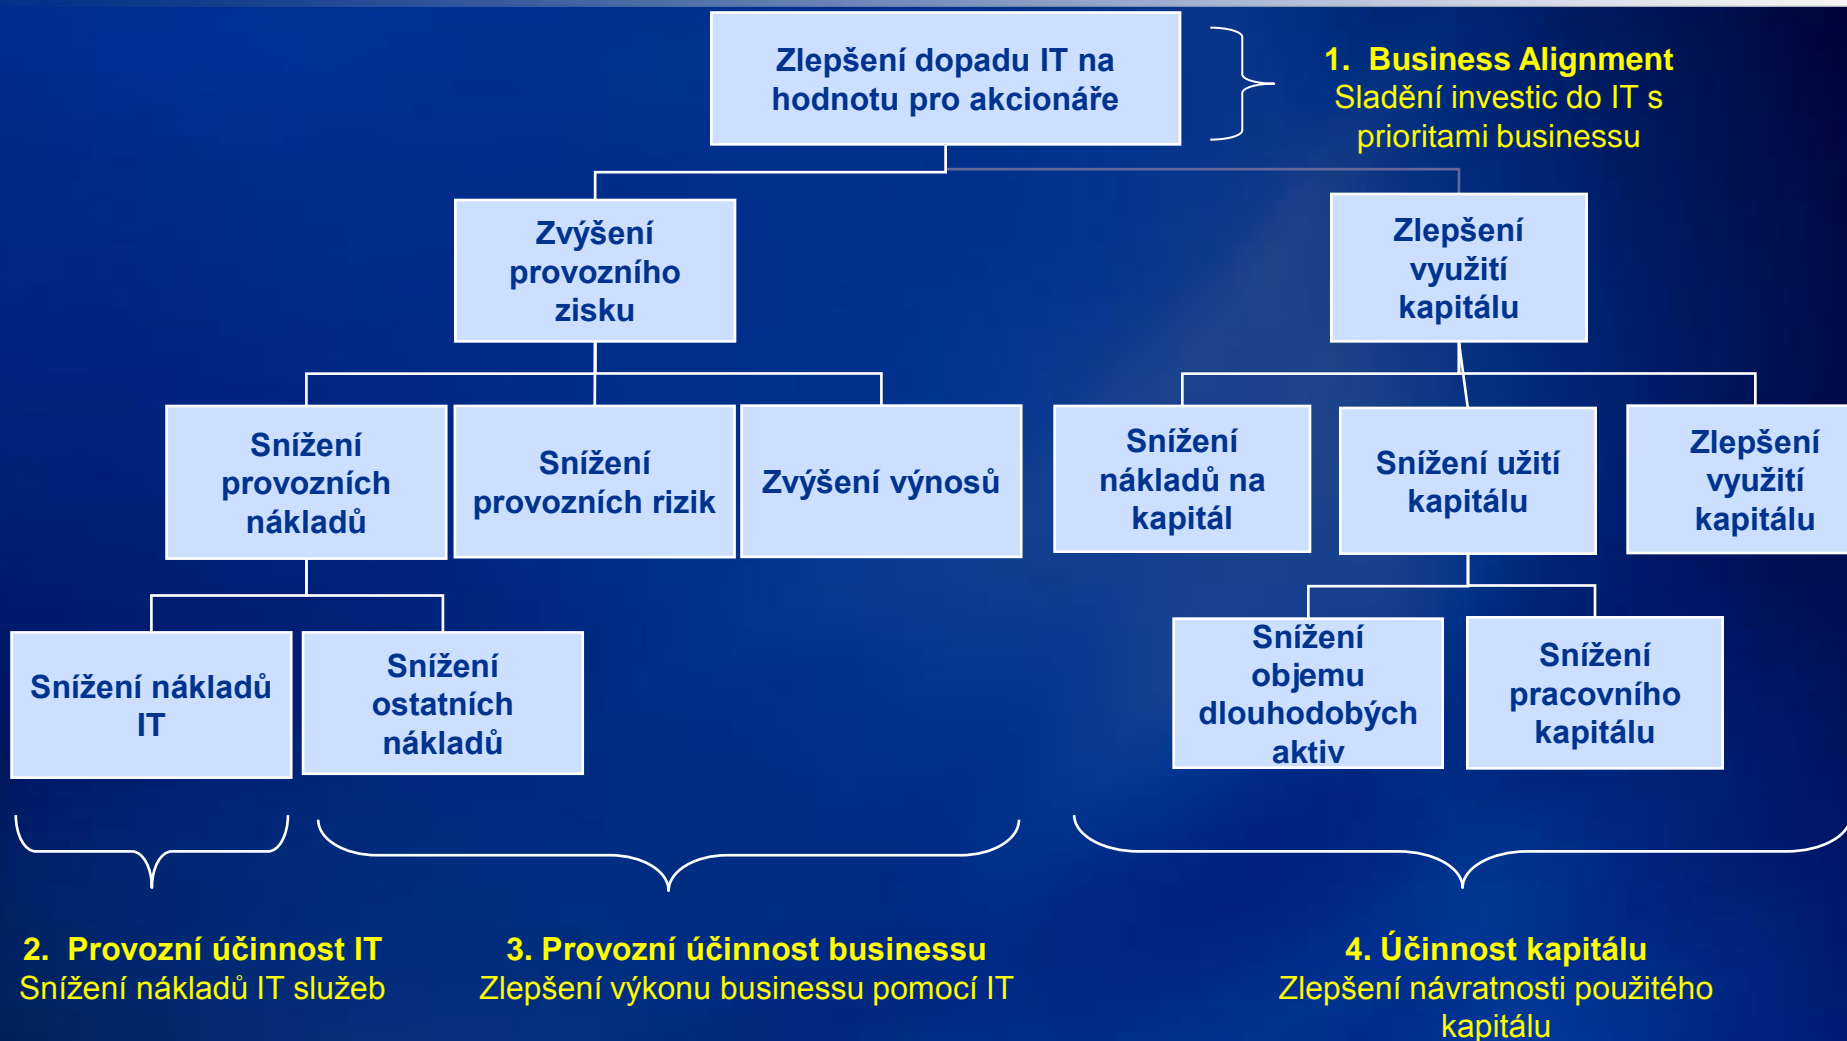 Zlepšení dopadu IT na
hodnotu pro akcionáře
1. Business Alignment
Sladění investic do IT s
prioritami businessu
Zvýšení
provozního
zisku
Zlepšení
využití
kapitálu
Snížení
provozních
nákladů
Snížení
provozních rizik
Zvýšení výnosů
Snížení
nákladů na
kapitál
Snížení užití
kapitálu
Zlepšení
využití
kapitálu
Snížení nákladů
IT
Snížení
ostatních
nákladů
Snížení
objemu
dlouhodobých
aktiv
Snížení
pracovního
kapitálu
2. Provozní účinnost IT
Snížení nákladů IT služeb
3. Provozní účinnost businessu
Zlepšení výkonu businessu pomocí IT
4. Účinnost kapitálu
Zlepšení návratnosti použitého
kapitálu